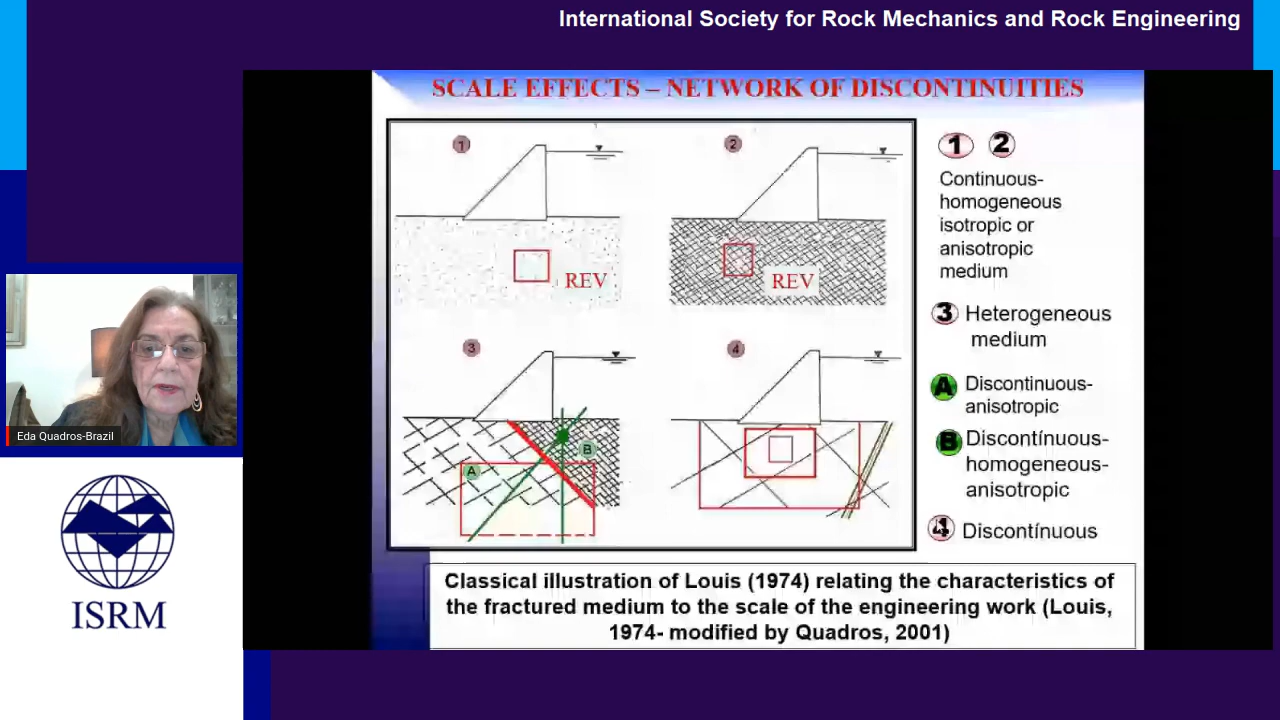 International Society for Rock Mechanics and Rock Engineering
SCALE EFFECTS – NETWORK OF DISCONTINUITIES
1
2
REV
REV
3
4
A
B
1 2
Continuous-
homogeneous
isotropic or
anisotropic
medium
3 Heterogeneous
medium
A Discontinuous-
anisotropic
B Discontínuous-
homogeneous-
anisotropic
4 Discontínuous
Classical illustration of Louis (1974) relating the characteristics of
the fractured medium to the scale of the engineering work (Louis,
1974- modified by Quadros, 2001)
Eda Quadros-Brazil
ISRM